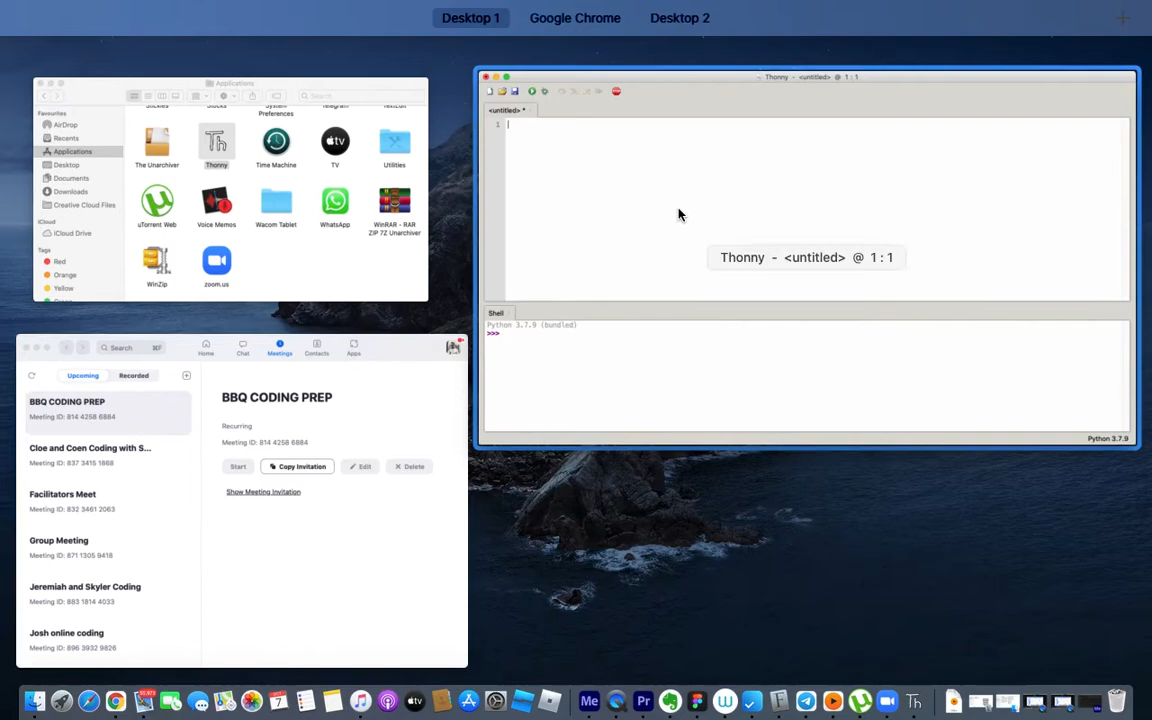 Desktop 1
Google Chrome
Desktop 2
Applications
Search
Favourites
AirDrop
Recents
Applications
Desktop
Documents
Downloads
Creative Cloud Files
iCloud
iCloud Drive
Tags
Red
Orange
Yellow
Stickies
Stocks
System Preferences
Telegram
TextEdit
The Unarchiver
Thonny
Time Machine
TV
Utilities
uTorrent Web
Voice Memos
Wacom Tablet
WhatsApp
WinRAR - RAR
ZIP 7Z Unarchiver
WinZip
zoom.us
Thonny - <untitled> @ 1 : 1
<untitled> *
1
Thonny - <untitled> @ 1 : 1
Shell
Python 3.7.9 (bundled)
>>>
Python 3.7.9
Search
⌘F
Home
Chat
Meetings
Contacts
Apps
Upcoming
Recorded
BBQ CODING PREP
Meeting ID: 814 4258 6884
Cloe and Coen Coding with S...
Meeting ID: 837 3415 1868
Facilitators Meet
Meeting ID: 832 3461 2063
Group Meeting
Meeting ID: 871 1305 9418
Jeremiah and Skyler Coding
Meeting ID: 883 1814 4033
Josh online coding
Meeting ID: 896 3932 9826
BBQ CODING PREP
Recurring
Meeting ID: 814 4258 6884
Start
Copy Invitation
Edit
Delete
Show Meeting Invitation